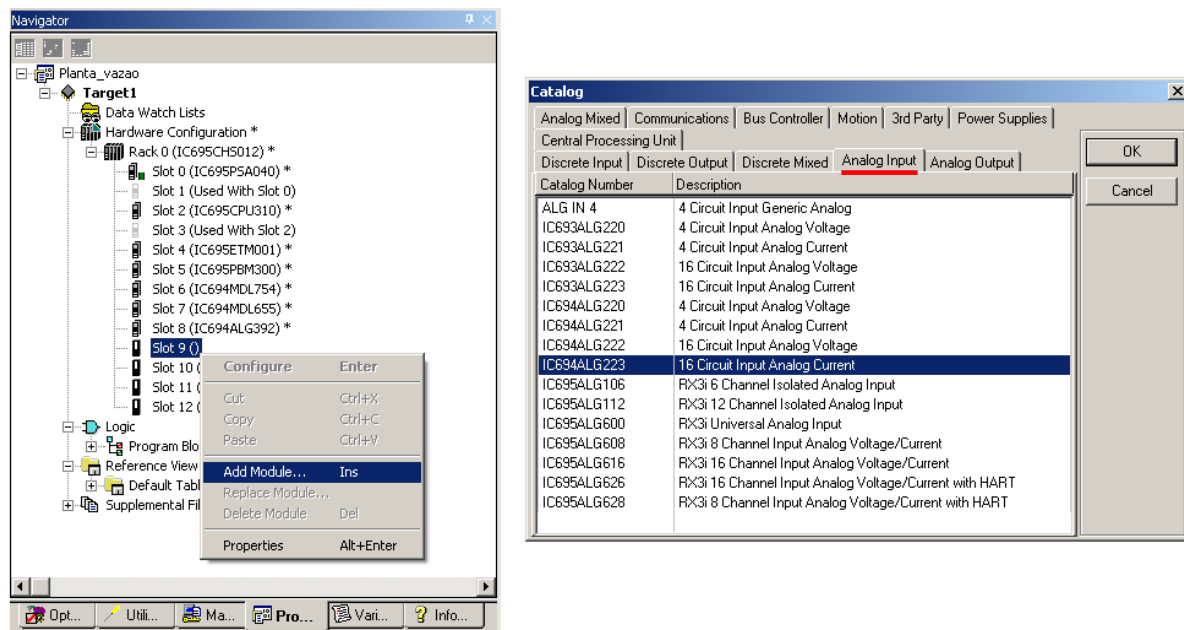 Navigator
Planta_vazao
Target1
Data Watch Lists
Hardware Configuration *
Rack 0 (IC695CHS012) *
Slot 0 (IC695PSA040) *
Slot 1 (Used With Slot 0)
Slot 2 (IC695CPU310) *
Slot 3 (Used With Slot 2)
Slot 4 (IC695ETM001) *
Slot 5 (IC695PBM300) *
Slot 6 (IC694MDL754) *
Slot 7 (IC694MDL655) *
Slot 8 (IC694ALG392) *
Slot 9 ()
Slot 10 (
Slot 11 (
Slot 12 (
Logic
Program Blo
Reference View
Default Tabl
Supplemental Fil
Configure Enter
Cut Ctrl+X
Copy Ctrl+C
Paste Ctrl+V
Add Module... Ins
Replace Module...
Delete Module Del
Properties Alt+Enter
Opt... Utili... Ma... Pro... Vari... Info...
Catalog
Analog Mixed Communications Bus Controller Motion 3rd Party Power Supplies
Central Processing Unit
Discrete Input Discrete Output Discrete Mixed Analog Input Analog Output
Catalog Number Description
ALG IN 4 4 Circuit Input Generic Analog
IC693ALG220 4 Circuit Input Analog Voltage
IC693ALG221 4 Circuit Input Analog Current
IC693ALG222 16 Circuit Input Analog Voltage
IC693ALG223 16 Circuit Input Analog Current
IC694ALG220 4 Circuit Input Analog Voltage
IC694ALG221 4 Circuit Input Analog Current
IC694ALG222 16 Circuit Input Analog Voltage
IC694ALG223 16 Circuit Input Analog Current
IC695ALG106 RX3i 6 Channel Isolated Analog Input
IC695ALG112 RX3i 12 Channel Isolated Analog Input
IC695ALG600 RX3i Universal Analog Input
IC695ALG608 RX3i 8 Channel Input Analog Voltage/Current
IC695ALG616 RX3i 16 Channel Input Analog Voltage/Current
IC695ALG626 RX3i 16 Channel Input Analog Voltage/Current with HART
IC695ALG628 RX3i 8 Channel Input Analog Voltage/Current with HART
OK
Cancel